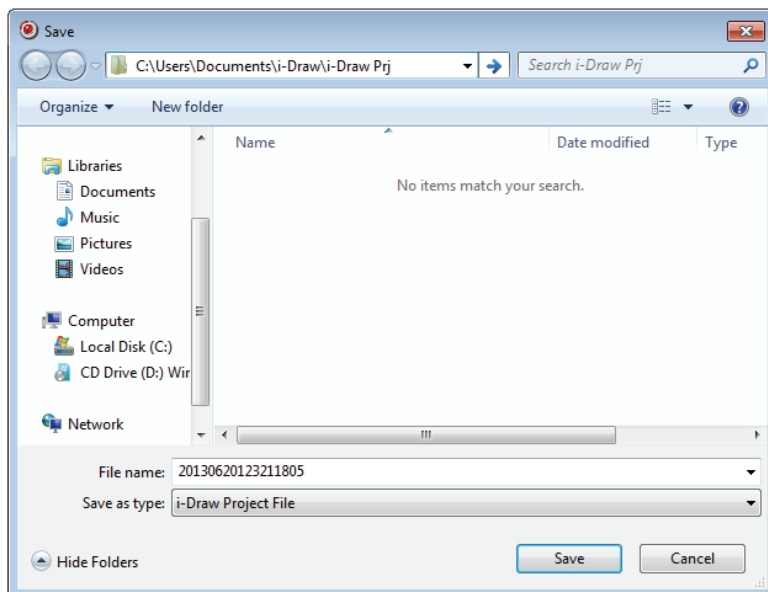 Save
C:\Users\Documents\i-Draw\i-Draw Prj
Search i-Draw Prj
Organize
New folder
Name
Date modified
Type
No items match your search.
Libraries
Documents
Music
Pictures
Videos
Computer
Local Disk (C:)
CD Drive (D:) Wir
Network
File name: 20130620123211805
Save as type: i-Draw Project File
Hide Folders
Save
Cancel